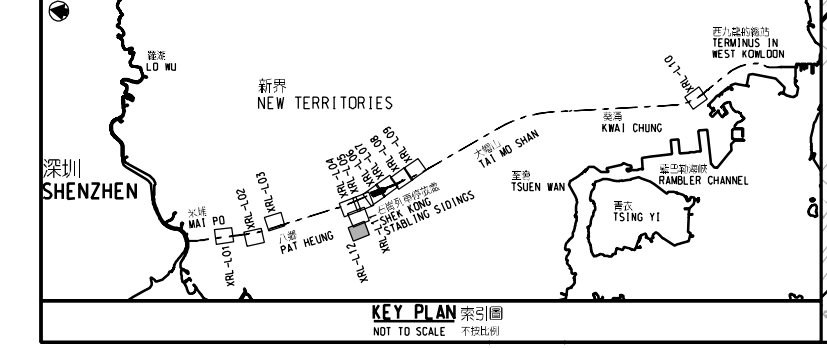 西九龍的總站
TERMINUS IN
WEST KOWLOON
羅湖
LO WU
XRL-L10
新界
NEW TERRITORIES
葵涌
KWAI CHUNG
大帽山
TAI MO SHAN
深圳
SHENZHEN
XRL-L04
XRL-L05
XRL-L06
XRL-L07
XRL-L08
XRL-L09
藍巴勒海峽
RAMBLER CHANNEL
TSUEN WAN
青衣
TSING YI
米埔
MAI PO
XRL-L01
XRL-L02
XRL-L03
八鄉
PAT HEUNG
石崗列車停放處
SHEK KONG
STABLING SIDINGS
XRL-L12
KEY PLAN 索引圖
NOT TO SCALE 不按比例